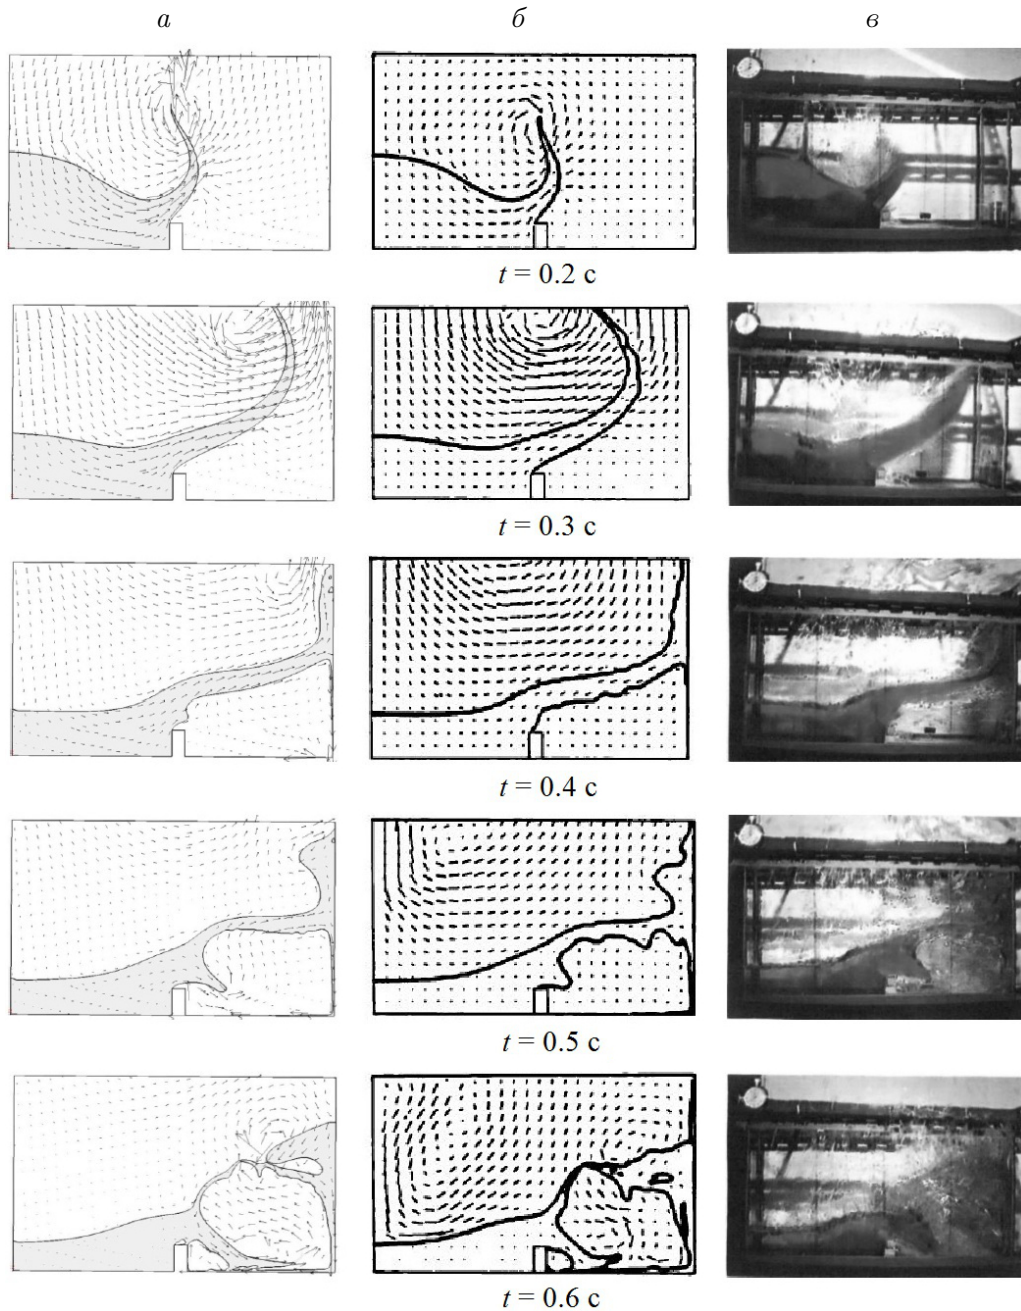 а б в
t = 0.2 с
t = 0.3 с
t = 0.4 с
t = 0.5 с
t = 0.6 с